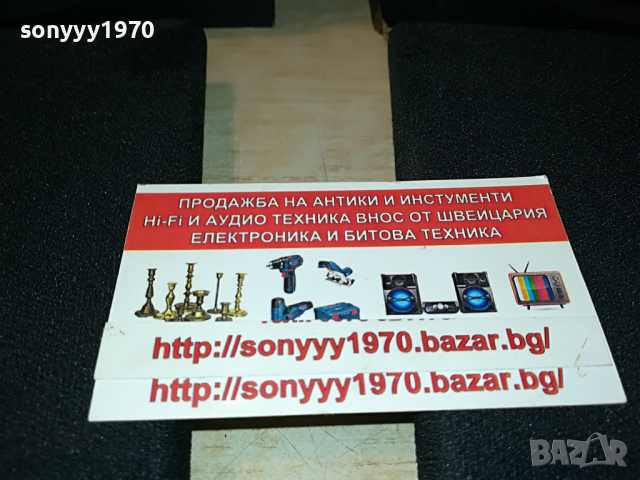 sonyyy1970
ПРОДАЖБА НА АНТИКИ И ИНСТУМЕНТИ
Hi-Fi И АУДИО ТЕХНИКА ВНОС ОТ ШВЕЙЦАРИЯ
ЕЛЕКТРОНИКА И БИТОВА ТЕХНИКА
http://sonyyy1970.bazar.bg/
http://sonyyy1970.bazar.bg/
BAZAR
sonyyy1970